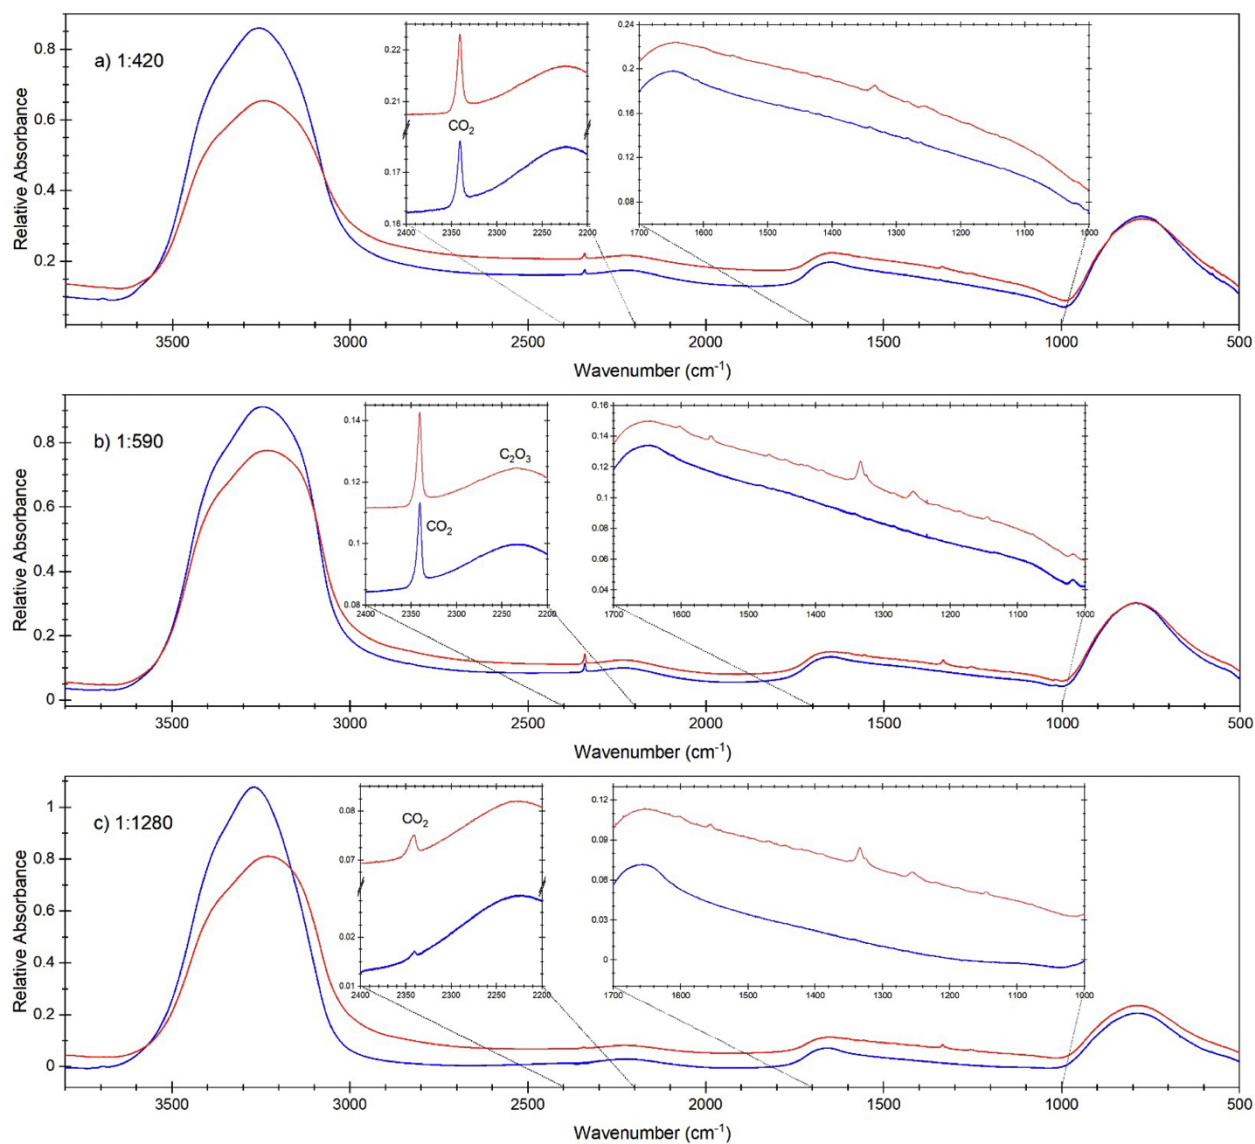 a) 1:420
Relative Absorbance
0.8
0.6
0.4
0.2
0.22
0.21
0.17
0.16
CO₂
2400 2350 2300 2250 2200
0.24
0.2
0.16
0.12
0.08
1700 1600 1500 1400 1300 1200 1100 1000
3500 3000 2500 2000 1500 1000 500
Wavenumber (cm⁻¹)
b) 1:590
Relative Absorbance
0.8
0.6
0.4
0.2
0
0.14
0.12
0.1
0.08
C₂O₃
CO₂
2400 2350 2300 2250 2200
0.16
0.14
0.12
0.1
0.08
0.06
0.04
1700 1600 1500 1400 1300 1200 1100 1000
3500 3000 2500 2000 1500 1000 500
Wavenumber (cm⁻¹)
c) 1:1280
Relative Absorbance
1
0.8
0.6
0.4
0.2
0
0.08
0.07
0.02
0.01
CO₂
2400 2350 2300 2250 2200
0.12
0.09
0.06
0.03
0
1700 1600 1500 1400 1300 1200 1100 1000
3500 3000 2500 2000 1500 1000 500
Wavenumber (cm⁻¹)